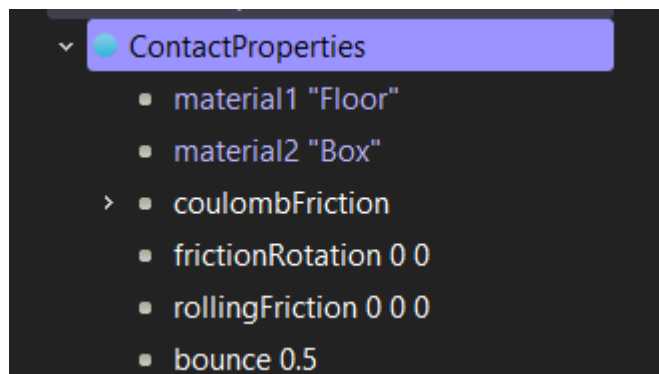 ContactProperties
material1 "Floor"
material2 "Box"
coulombFriction
frictionRotation 0 0
rollingFriction 0 0 0
bounce 0.5